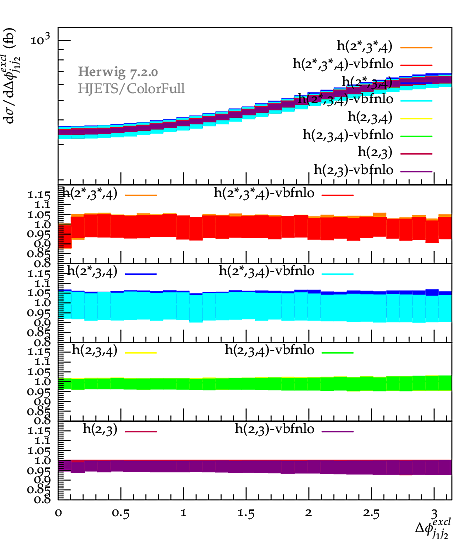 dσ/dΔϕ^{excl}_{j1j2} (fb)
10³
Herwig 7.2.0
HJETS/ColorFull
h(2*,3*,4)
h(2*,3*,4)-vbfnlo
h(2*,3,4)
h(2*,3,4)-vbfnlo
h(2,3,4)
h(2,3,4)-vbfnlo
h(2,3)
h(2,3)-vbfnlo
h(2*,3*,4) h(2*,3*,4)-vbfnlo
1.15
1.1
1.05
1.0
0.95
0.9
0.85
0.8
h(2*,3,4) h(2*,3,4)-vbfnlo
1.15
1.1
1.05
1.0
0.95
0.9
0.85
0.8
h(2,3,4) h(2,3,4)-vbfnlo
1.15
1.1
1.05
1.0
0.95
0.9
0.85
0.8
h(2,3) h(2,3)-vbfnlo
1.15
1.1
1.05
1.0
0.95
0.9
0.85
0.8
0 0.5 1 1.5 2 2.5 3
Δϕ^{excl}_{j1j2}